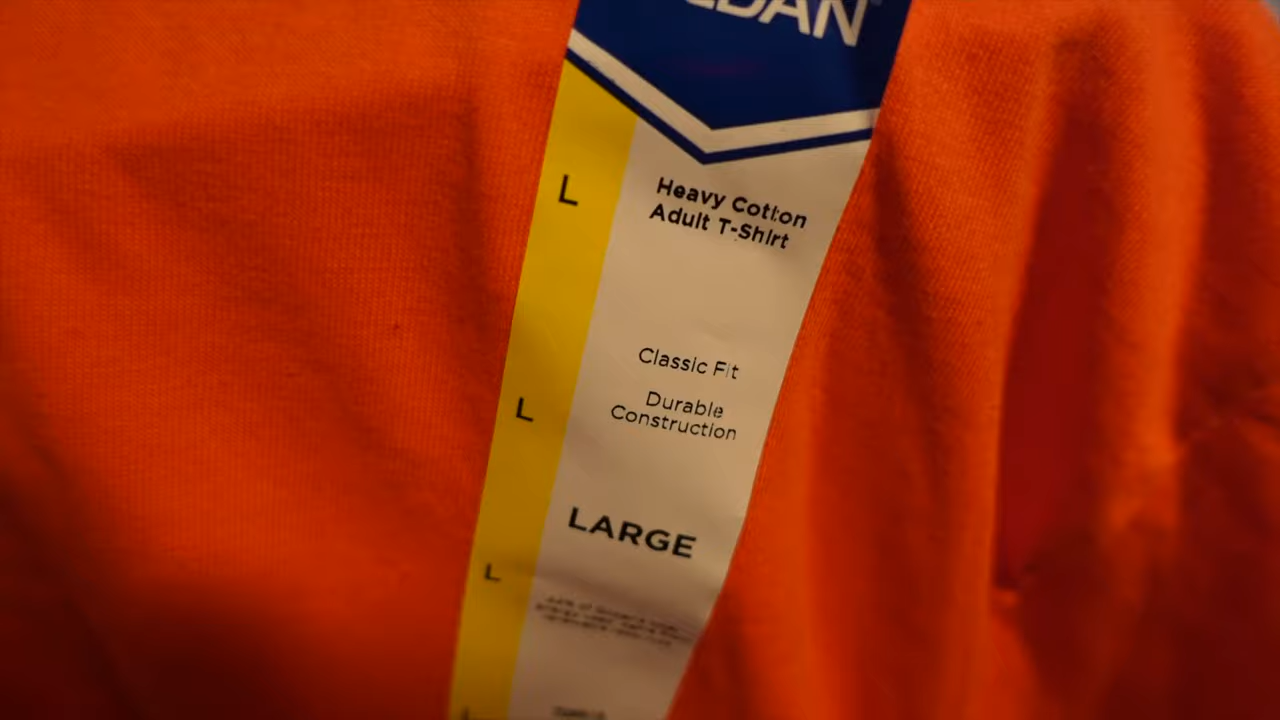 LDAN
L
Heavy Cotton
Adult T-Shirt
Classic Fit
L
Durable
Construction
LARGE
L